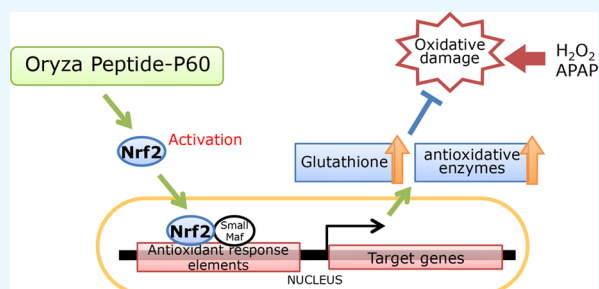 Oryza Peptide-P60
Nrf2
Activation
Oxidative
damage
H₂O₂
APAP
Glutathione
antioxidative
enzymes
Nrf2
Small
Maf
Antioxidant response
elements
Target genes
NUCLEUS